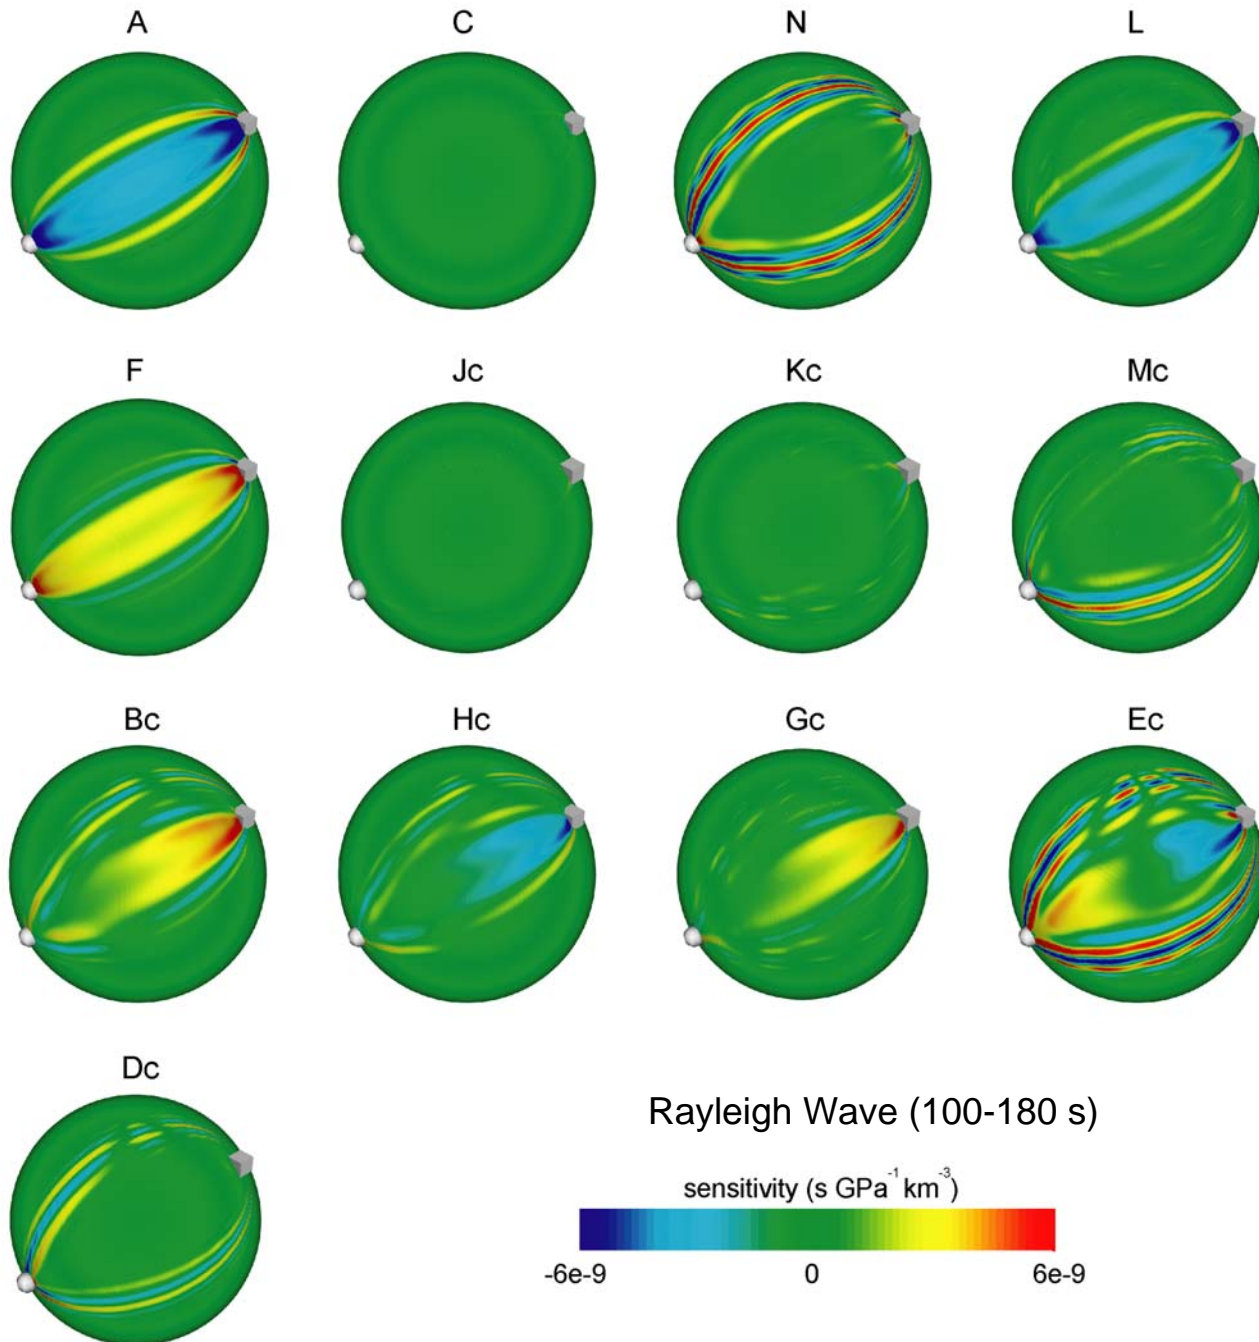 A C N L
F Jc Kc Mc
Bc Hc Gc Ec
Dc
Rayleigh Wave (100-180 s)
sensitivity (s GPa⁻¹ km⁻³)
-6e-9 0 6e-9